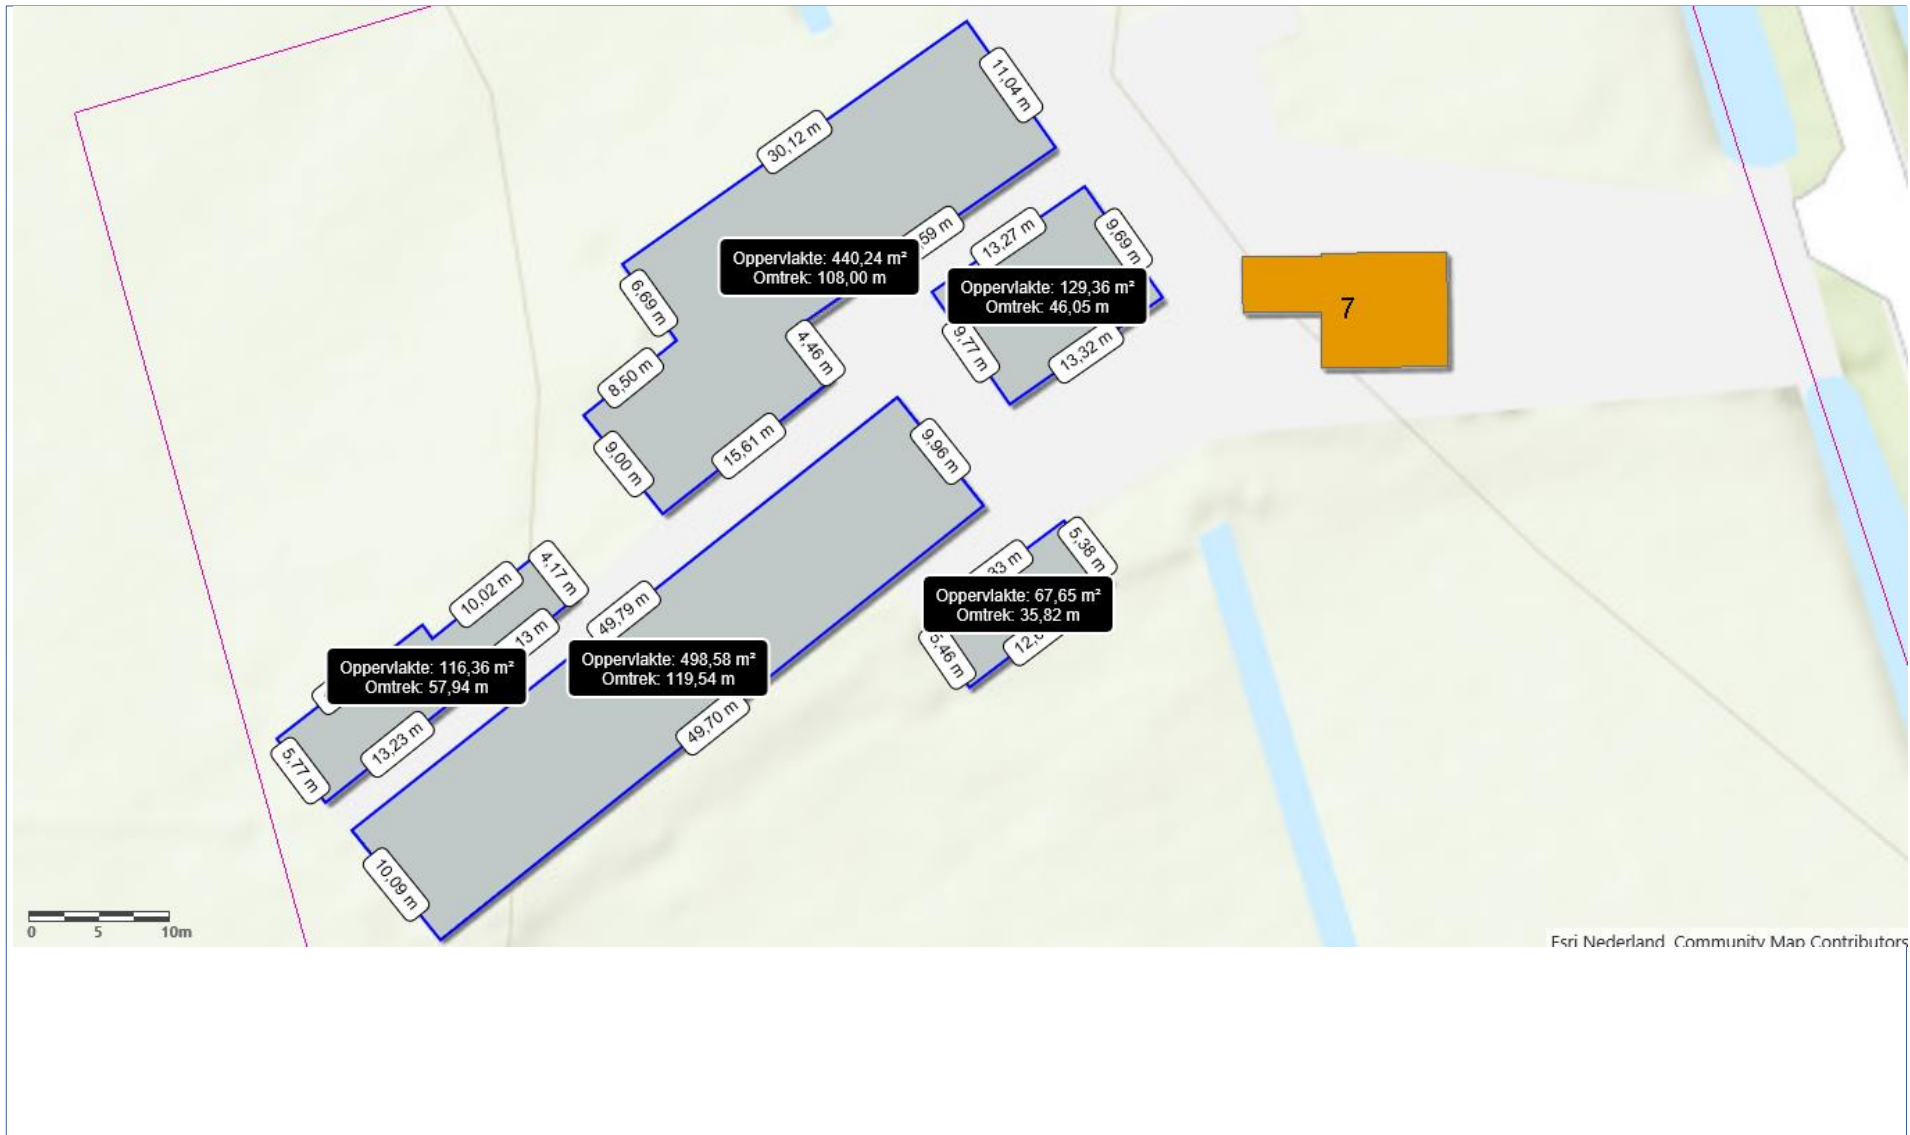 11,04 m
30,12 m
,59 m
13,27 m
9,69 m
Oppervlakte: 440,24 m²
Omtrek: 108,00 m
Oppervlakte: 129,36 m²
Omtrek: 46,05 m
6,69 m
7
4,46 m
9,77 m
13,32 m
8,50 m
15,61 m
9,00 m
9,96 m
10,02 m
4,17 m
5,38 m
33 m
Oppervlakte: 67,65 m²
Omtrek: 35,82 m
49,79 m
13 m
5,46 m
12,
Oppervlakte: 116,36 m²
Omtrek: 57,94 m
Oppervlakte: 498,58 m²
Omtrek: 119,54 m
49,70 m
13,23 m
5,77 m
10,09 m
0 5 10m
Esri Nederland, Community Map Contributors